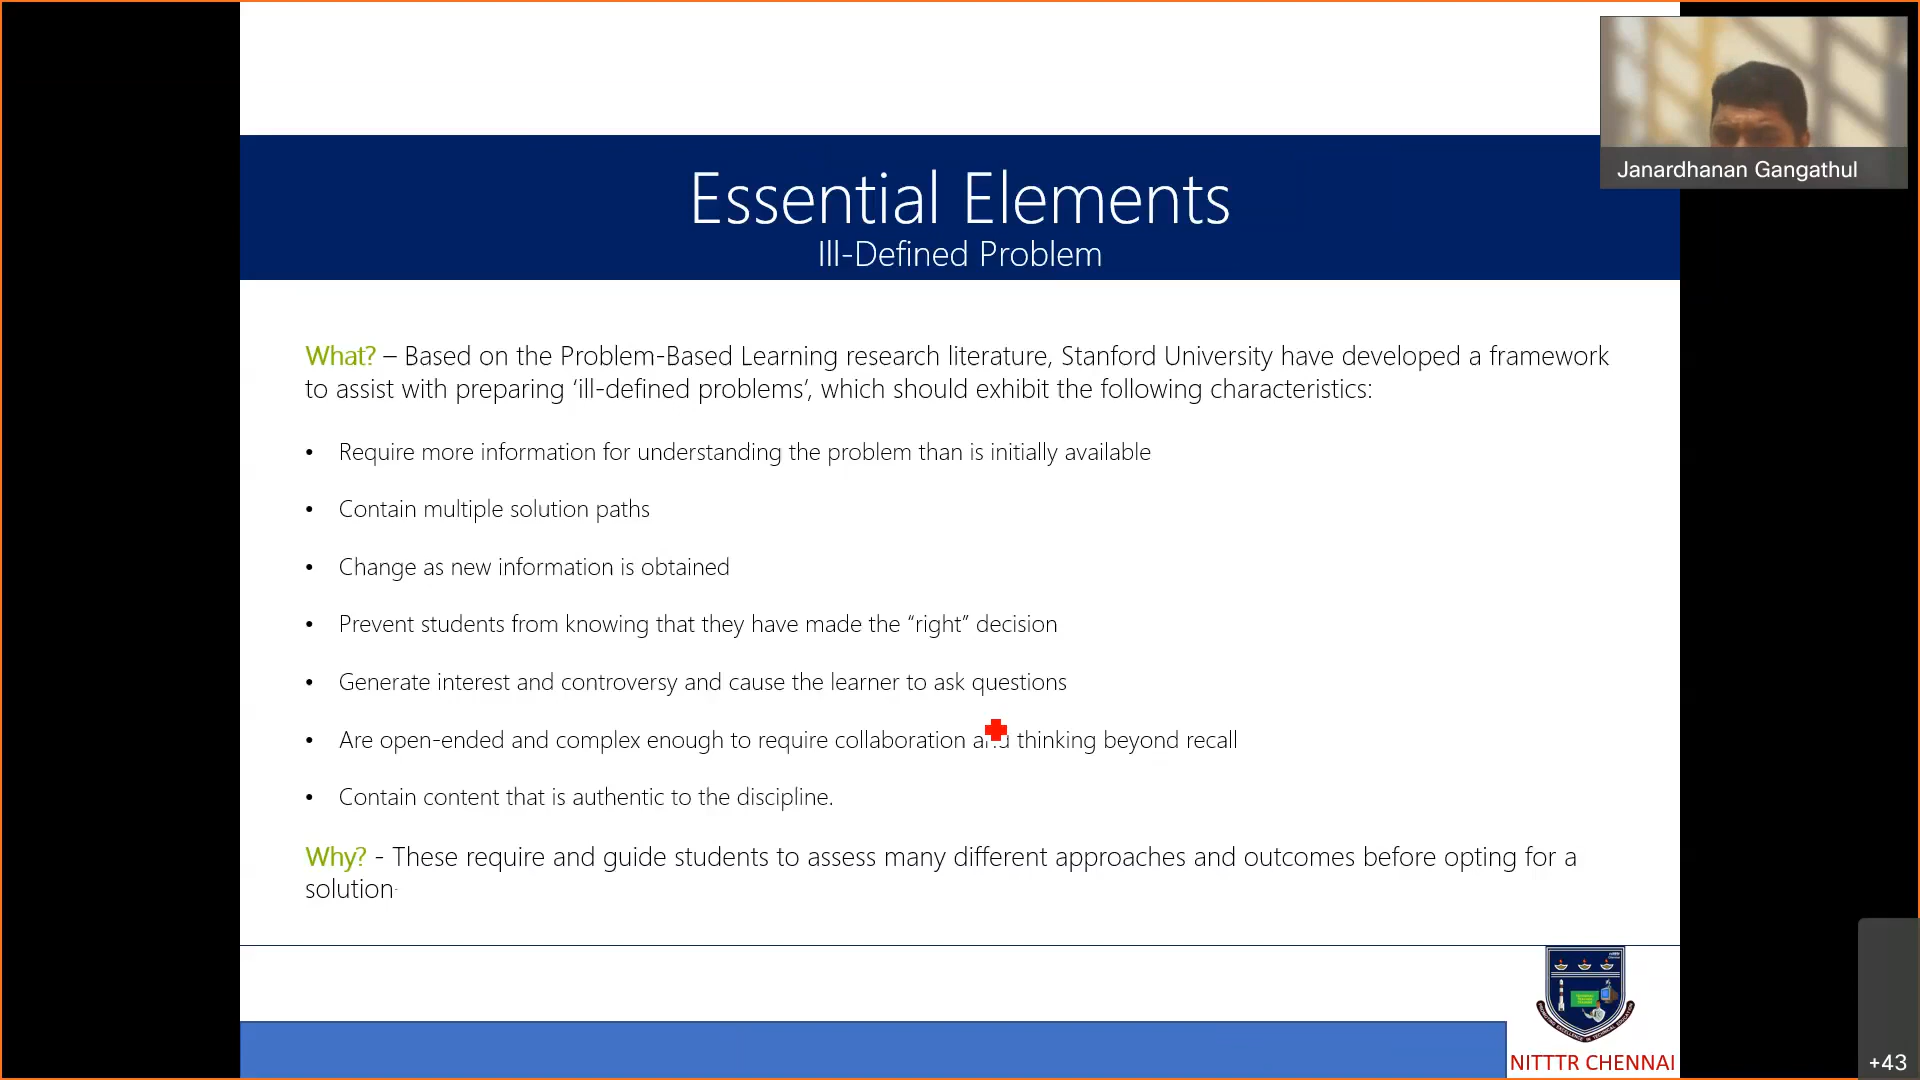 Janardhanan Gangathul
Essential Elements
Ill-Defined Problem
What? – Based on the Problem-Based Learning research literature, Stanford University have developed a framework
to assist with preparing ‘ill-defined problems’, which should exhibit the following characteristics:
• Require more information for understanding the problem than is initially available
• Contain multiple solution paths
• Change as new information is obtained
• Prevent students from knowing that they have made the “right” decision
• Generate interest and controversy and cause the learner to ask questions
• Are open-ended and complex enough to require collaboration and thinking beyond recall
• Contain content that is authentic to the discipline.
Why? - These require and guide students to assess many different approaches and outcomes before opting for a
solution.
NITTTR CHENNAI
+43